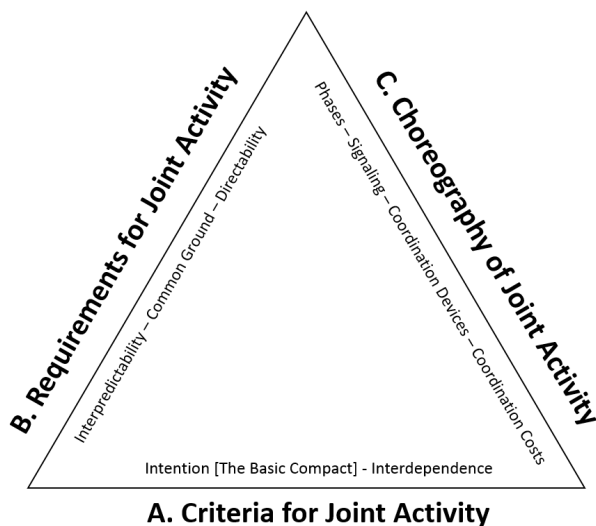 B. Requirements for Joint Activity
Interpredictability – Common Ground – Directability
C. Choreography of Joint Activity
Phases – Signaling – Coordination Devices – Coordination Costs
Intention [The Basic Compact] - Interdependence
A. Criteria for Joint Activity